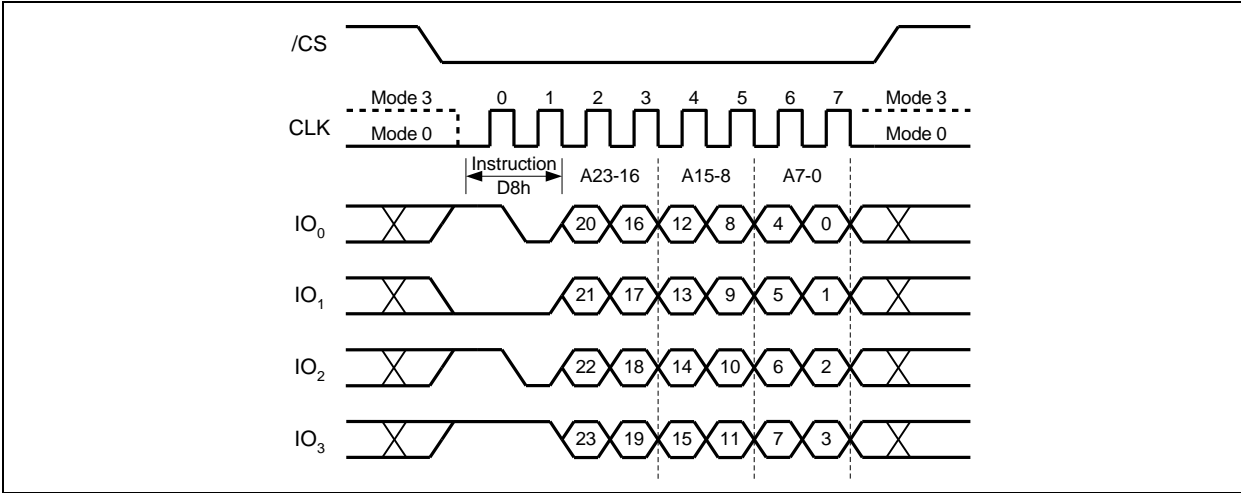 /CS
Mode 3 0 1 2 3 4 5 6 7 Mode 3
CLK
Mode 0 Mode 0
Instruction A23-16 A15-8 A7-0
D8h
IO0 20 16 12 8 4 0
IO1 21 17 13 9 5 1
IO2 22 18 14 10 6 2
IO3 23 19 15 11 7 3